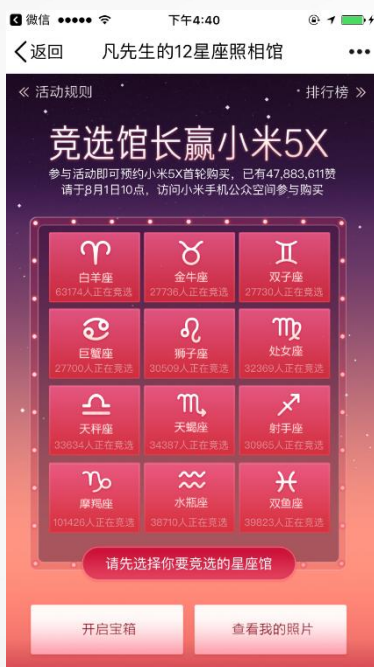 微信
下午4:40
返回
凡先生的12星座照相馆
《 活动规则
排行榜 》
竞选馆长赢小米5X
参与活动即可预约小米5X首轮购买，已有47,883,611赞
请于8月1日10点，访问小米手机公众空间参与购买
白羊座
金牛座
双子座
63174人正在竞选
27736人正在竞选
27730人正在竞选
巨蟹座
狮子座
处女座
27700人正在竞选
30509人正在竞选
32369人正在竞选
天秤座
天蝎座
射手座
33634人正在竞选
34387人正在竞选
30965人正在竞选
摩羯座
水瓶座
双鱼座
101426人正在竞选
38710人正在竞选
39823人正在竞选
请先选择你要竞选的星座馆
开启宝箱
查看我的照片